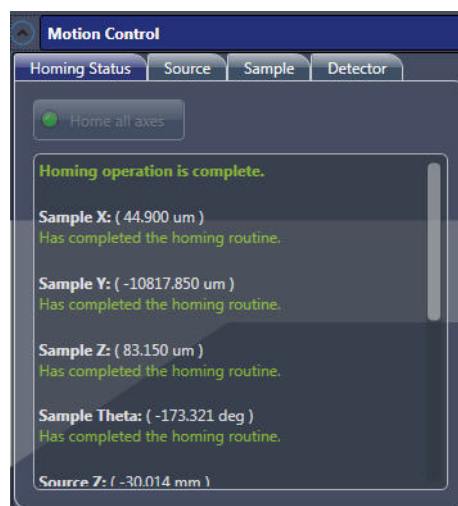 Motion Control
Homing Status Source Sample Detector
Home all axes
Homing operation is complete.
Sample X: ( 44.900 um )
Has completed the homing routine.
Sample Y: ( -10817.850 um )
Has completed the homing routine.
Sample Z: ( 83.150 um )
Has completed the homing routine.
Sample Theta: ( -173.321 deg )
Has completed the homing routine.
Source Z: ( -30.014 mm )